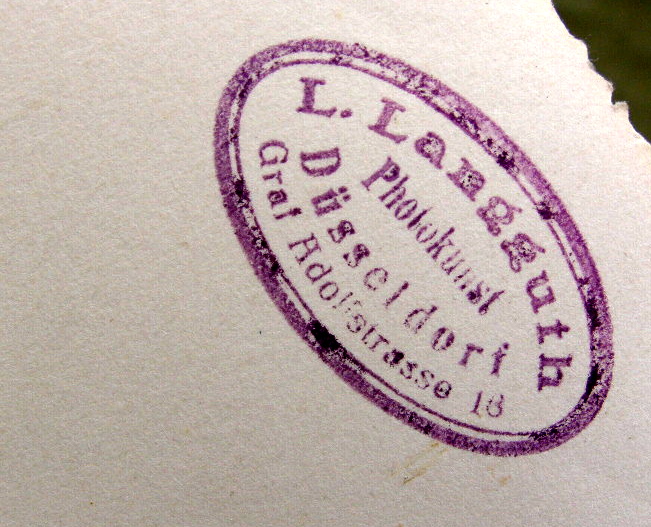 L. Langguth
Photokunst
Düsseldorf
Graf Adolfstrasse 18